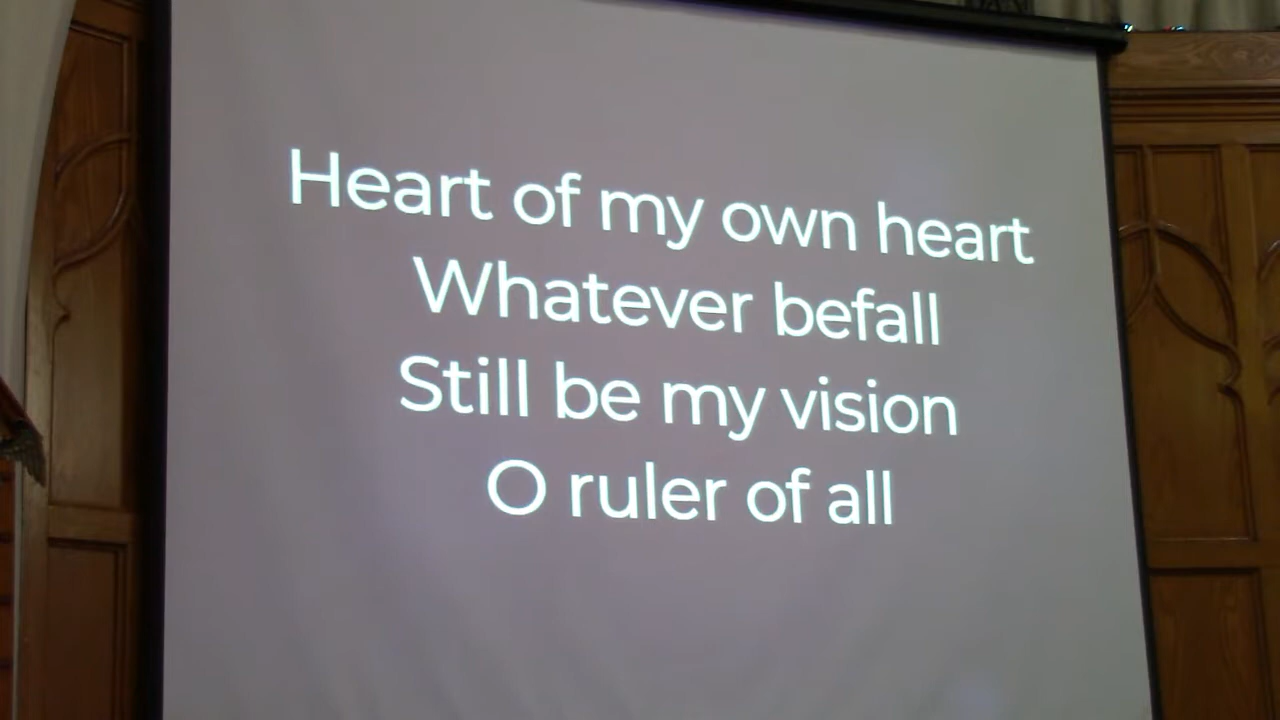 Heart of my own heart
Whatever befall
Still be my vision
O ruler of all